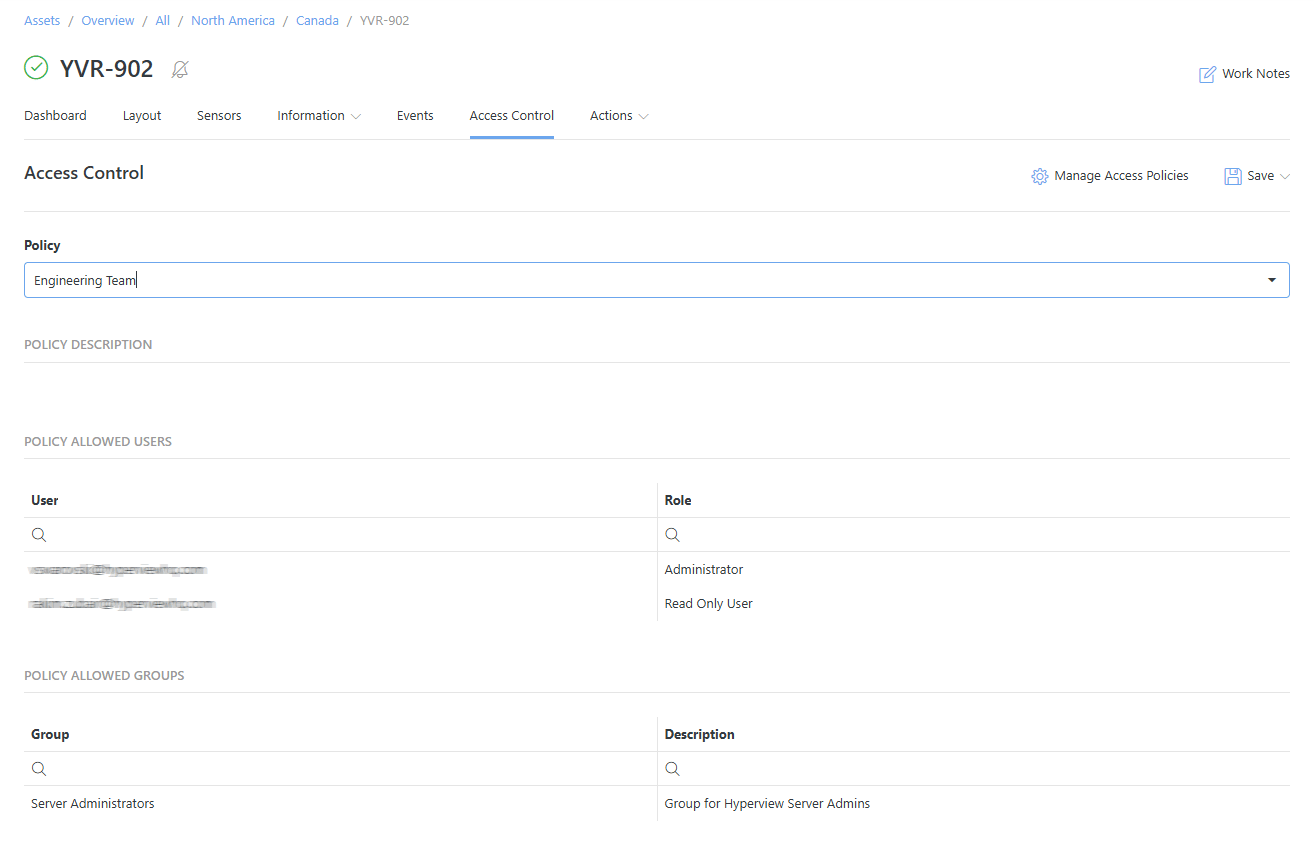 Assets / Overview / All / North America / Canada / YVR-902
YVR-902
Work Notes
Dashboard Layout Sensors Information Events Access Control Actions
Access Control
Manage Access Policies Save
Policy
Engineering Team
POLICY DESCRIPTION
POLICY ALLOWED USERS
User Role
Administrator
Read Only User
POLICY ALLOWED GROUPS
Group Description
Server Administrators Group for Hyperview Server Admins